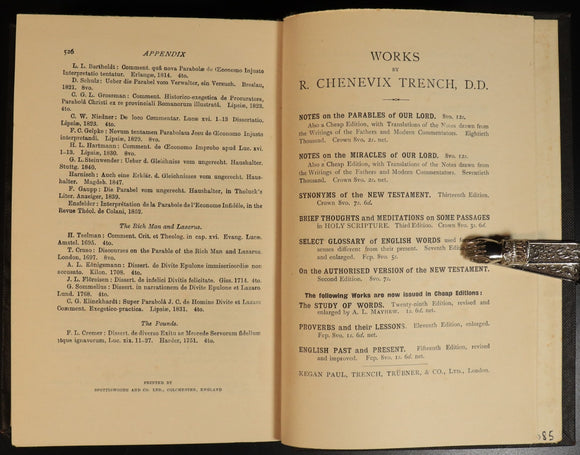 526 APPENDIX
L. L. Bartholdt: Comment. quâ nova Parabolæ de Œconomo Injusto
Interpretatio tentatur. Erlangæ, 1814. 4to.
D. Schulz: Ueber die Parabel vom Verwalter, ein Versuch. Breslau,
1821. 8vo.
C. G. L. Grossman: Comment. Historico-exegetica de Procuratore,
Parabolâ Christi ex re provinciali Romanorum illustratâ. Lipsiæ, 1823.
4to.
C. W. Niedner: De loco Commentar. Lucæ xvi. 1-13 Dissertatio.
Lipsiæ, 1826. 4to.
F. C. Gelpke: Novum tentamen Parabolam Jesu de Œconomo Injusto
interpretandi. Lipsiæ, 1829. 8vo.
H. L. Hartmann: Comment. de Œconomo Improbo apud Luc. xvi.
1-13. Lipsiæ, 1830. 8vo.
G. L. Steinwender: Ueber d. Gleichniss vom ungerecht. Haushalter.
Stuttg. 1840.
Harnisch: Auch eine Erklär. d. Gleichnisses vom ungerecht. Haus-
halter. Magdeb. 1847.
F. Gaupp: Die Parabel vom ungerecht. Haushalter, in Tholuck's
Liter. Anzeiger, 1839.
Ensfelder: Interprétation de la Parabole de l'Econome Infidèle, in the
Revue Théol. de Colani, 1852.
The Rich Man and Lazarus.
H. Teelman: Comment. Crit. et Theolog. in cap. xvi. Evang. Lucæ.
Amstel. 1695. 4to.
T. Cruso: Discourses on the Parable of the Rich Man and Lazarus.
London, 1697. 8vo.
A. L. Königsmann: Dissert. de Divite Epulone immisericordiæ non
accusato. Kilon. 1708. 4to.
J. L. Flöreisen: Dissert. de infelici Divitis felicitate. Giss. 1714. 4to.
G. Sommelius: Dissert. in narrationem de Divite Epulone et Lazaro.
Lund. 1768. 4to.
C. G. Klinckhardt: Super Parabolâ J. C. de Homine Divite et Lazaro
Comment. Exegetico-practica. Lipsiæ, 1831. 4to.
The Pounds.
F. L. Cremer: Dissert. de diverso Exitu ac Mercede Servorum fidelium
atque ignavorum, Luc. xix. 11-27. Harder, 1751. 4to.
PRINTED BY
SPOTTISWOODE AND CO. LTD., COLCHESTER, ENGLAND.
WORKS
BY
R. CHENEVIX TRENCH, D.D.
NOTES on the PARABLES OF OUR LORD. 8vo. 12s.
Also a Cheap Edition, with Translations of the Notes drawn from
the Writings of the Fathers and Modern Commentators. Eightieth
Thousand. Crown 8vo. 2s. net.
NOTES on the MIRACLES OF OUR LORD. 8vo. 12s.
Also a Cheap Edition, with Translations of the Notes drawn from
the Writings of the Fathers and Modern Commentators. Seventieth
Thousand. Crown 8vo. 2s. net.
SYNONYMS OF THE NEW TESTAMENT. Thirteenth Edition.
Crown 8vo. 7s. 6d.
BRIEF THOUGHTS and MEDITATIONS ON SOME PASSAGES
in HOLY SCRIPTURE. Third Edition. Crown 8vo. 3s. 6d.
SELECT GLOSSARY OF ENGLISH WORDS used
senses different from their present. Seventh
and enlarged. Fcp. 8vo. 5s.
On the AUTHORISED VERSION OF THE NEW TESTAMENT.
Second Edition. 8vo. 7s.
The following Works are now issued in Cheap Editions:
The STUDY OF WORDS. Twenty-ninth Edition, revised and
enlarged by A. L. MAYHEW. 1s. 6d. net.
PROVERBS and their LESSONS. Eleventh Edition, enlarged.
Fcp. 8vo. 1s. 6d. net.
ENGLISH PAST and PRESENT. Fifteenth Edition, revised
and improved. Fcp. 8vo. 1s. 6d. net.
KEGAN PAUL, TRENCH, TRÜBNER, & CO., LTD., London.
85